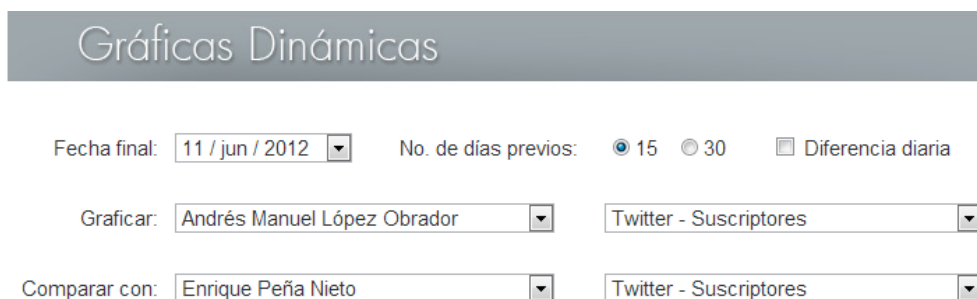 Gráficas Dinámicas
Fecha final: 11 / jun / 2012 No. de días previos: 15 30 Diferencia diaria
Graficar: Andrés Manuel López Obrador Twitter - Suscriptores
Comparar con: Enrique Peña Nieto Twitter - Suscriptores